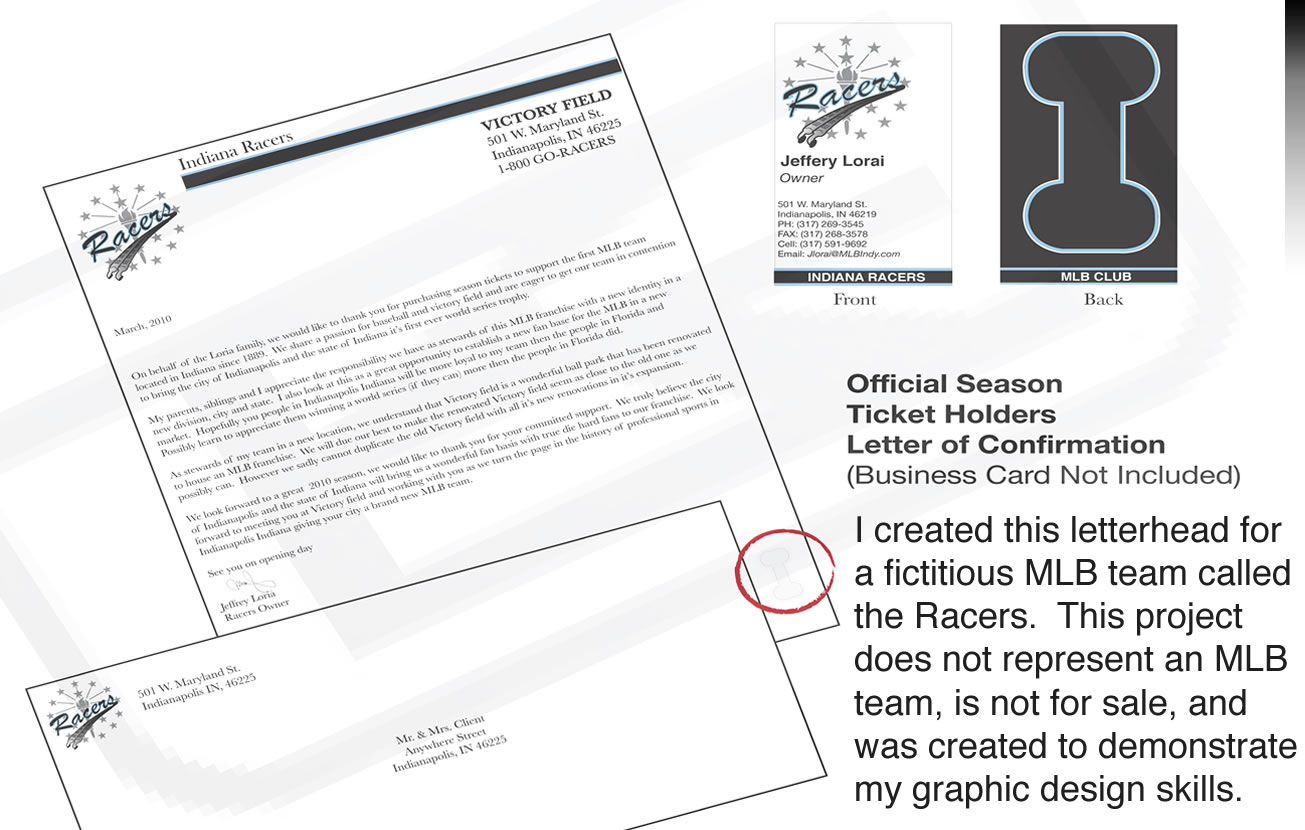 Indiana Racers
VICTORY FIELD
501 W. Maryland St.
Indianapolis, IN 46225
1-800 GO-RACERS
Racers
March, 2010
On behalf of the Loria family, we would like to thank you for purchasing season tickets to support the first MLB team
located in Indiana since 1889. We share a passion for baseball and victory field and are eager to get our team in contention
to bring the city of Indianapolis and the state of Indiana it's first ever world series trophy.
My parents, siblings and I appreciate the responsibility we have as stewards of this MLB franchise with a new identity in a
new division, city and state. I also look at this as a great opportunity to establish a new fan base for the MLB in a new
market. Hopefully you people in Indianapolis Indiana will be more loyal to my team then the people in Florida and
Possibly learn to appreciate them winning a world series (if they can) more then the people in Florida did.
As stewards of my team in a new location, we understand that Victory field is a wonderful ball park that has been renovated
to house an MLB franchise. We will due our best to make the renovated Victory field seem as close to the old one as we
possibly can. However we sadly cannot duplicate the old Victory field with all it's new renovations in it's expansion.
We look forward to a great 2010 season, we would like to thank you for your committed support. We truly believe the city
of Indianapolis and the state of Indiana will bring us a wonderful fan basis with true die hard fans to our franchise. We look
forward to meeting you at Victory field and working with you as we turn the page in the history of professional sports in
Indianapolis Indiana giving your city a brand new MLB team.
See you on opening day
Jeffrey Loria
Racers Owner
Racers
501 W. Maryland St.
Indianapolis IN, 46225
Mr. & Mrs. Client
Anywhere Street
Indianapolis, IN 46225
Racers
Jeffery Lorai
Owner
501 W. Maryland St.
Indianapolis, IN 46219
PH: (317) 269-3545
FAX: (317) 268-3578
Cell: (317) 591-9692
Email: Jlorai@MLBIndy.com
INDIANA RACERS
Front
MLB CLUB
Back
Official Season
Ticket Holders
Letter of Confirmation
(Business Card Not Included)
I created this letterhead for
a fictitious MLB team called
the Racers. This project
does not represent an MLB
team, is not for sale, and
was created to demonstrate
my graphic design skills.